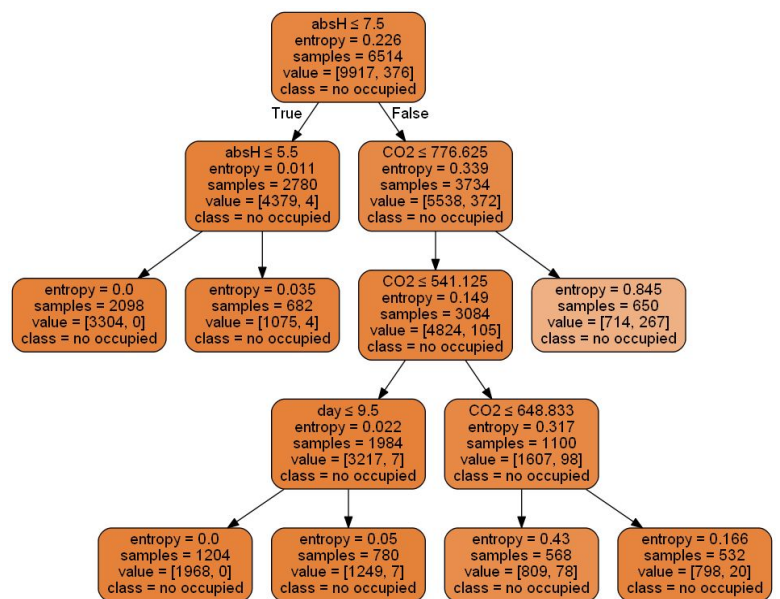 absH ≤ 7.5
entropy = 0.226
samples = 6514
value = [9917, 376]
class = no occupied
True
False
absH ≤ 5.5
entropy = 0.011
samples = 2780
value = [4379, 4]
class = no occupied
CO2 ≤ 776.625
entropy = 0.339
samples = 3734
value = [5538, 372]
class = no occupied
entropy = 0.0
samples = 2098
value = [3304, 0]
class = no occupied
entropy = 0.035
samples = 682
value = [1075, 4]
class = no occupied
CO2 ≤ 541.125
entropy = 0.149
samples = 3084
value = [4824, 105]
class = no occupied
entropy = 0.845
samples = 650
value = [714, 267]
class = no occupied
day ≤ 9.5
entropy = 0.022
samples = 1984
value = [3217, 7]
class = no occupied
CO2 ≤ 648.833
entropy = 0.317
samples = 1100
value = [1607, 98]
class = no occupied
entropy = 0.0
samples = 1204
value = [1968, 0]
class = no occupied
entropy = 0.05
samples = 780
value = [1249, 7]
class = no occupied
entropy = 0.43
samples = 568
value = [809, 78]
class = no occupied
entropy = 0.166
samples = 532
value = [798, 20]
class = no occupied